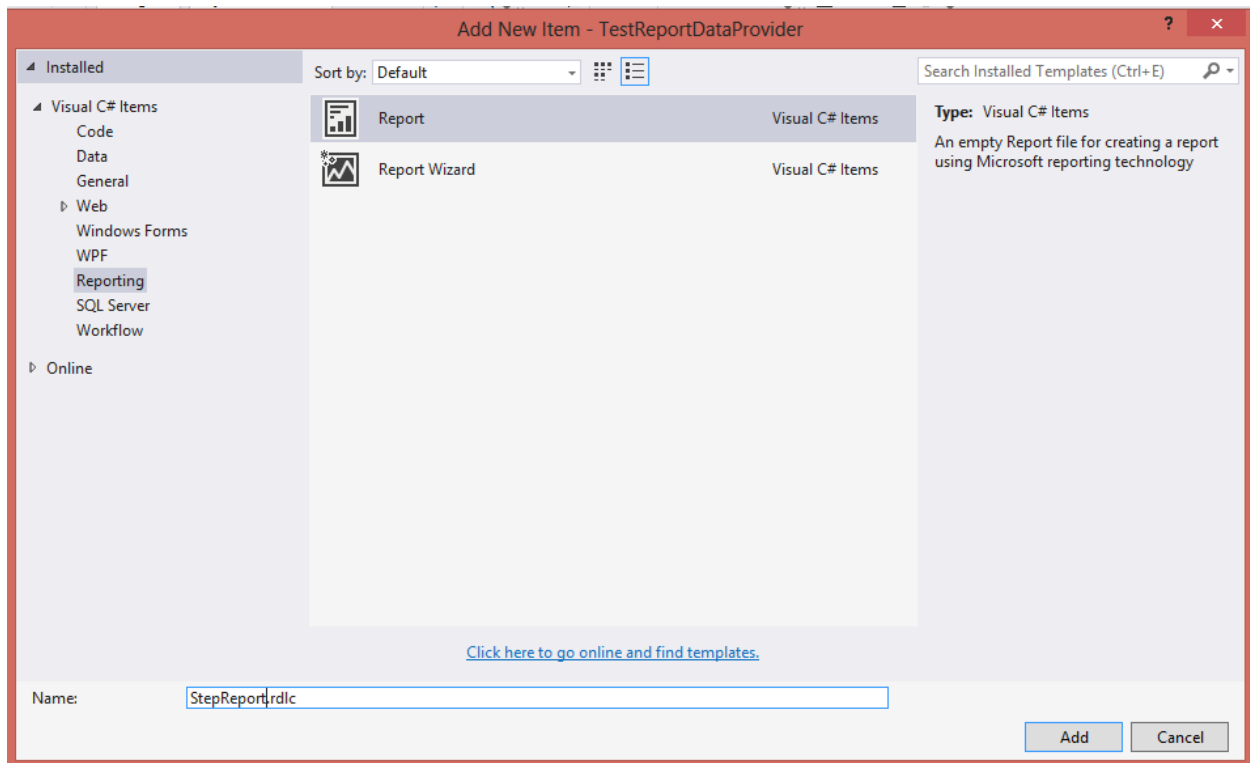 Add New Item - TestReportDataProvider
?
Installed
Sort by: Default
Search Installed Templates (Ctrl+E)
Visual C# Items
Code
Data
General
Web
Windows Forms
WPF
Reporting
SQL Server
Workflow
Online
Report Visual C# Items
Report Wizard Visual C# Items
Type: Visual C# Items
An empty Report file for creating a report
using Microsoft reporting technology
Click here to go online and find templates.
Name: StepReport.rdlc
Add Cancel